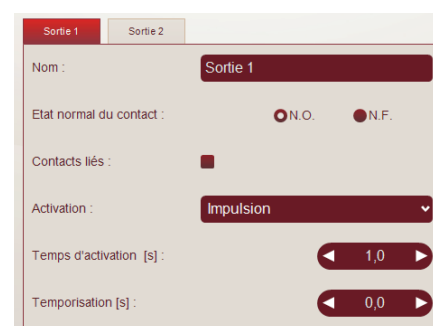 Sortie 1 Sortie 2
Nom : Sortie 1
Etat normal du contact : N.O. N.F.
Contacts liés :
Activation : Impulsion
Temps d'activation [s] : 1,0
Temporisation [s] : 0,0